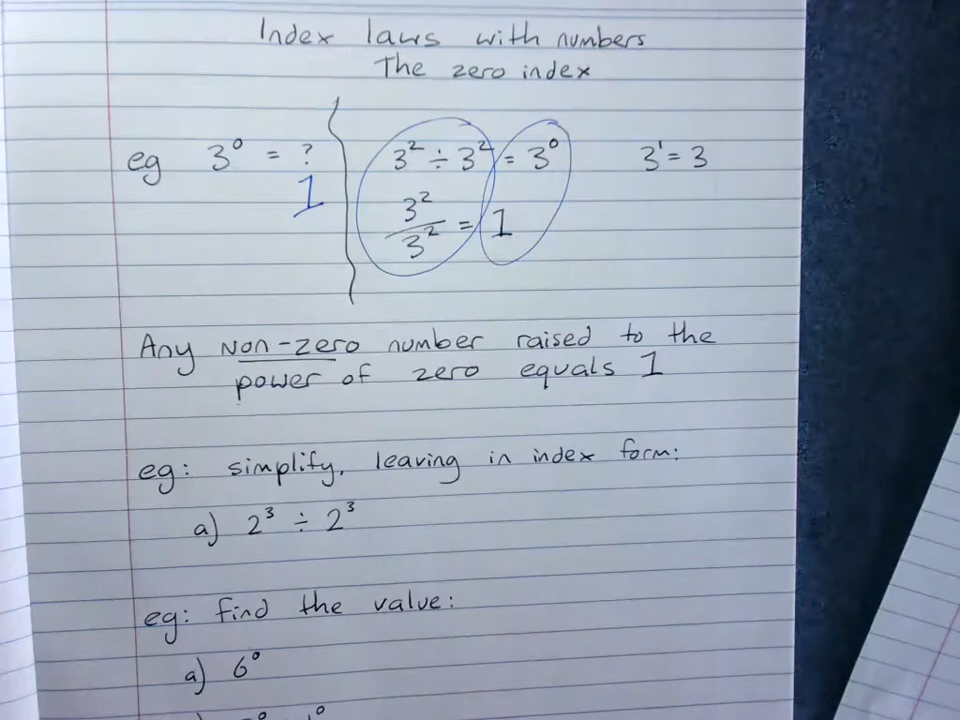 Index laws with numbers
The zero index
eg 3⁰ = ?
1
3² ÷ 3² = 3⁰
3²/3² = 1
3¹ = 3
Any non-zero number raised to the
power of zero equals 1
eg: simplify, leaving in index form:
a) 2³ ÷ 2³
eg: find the value:
a) 6⁰